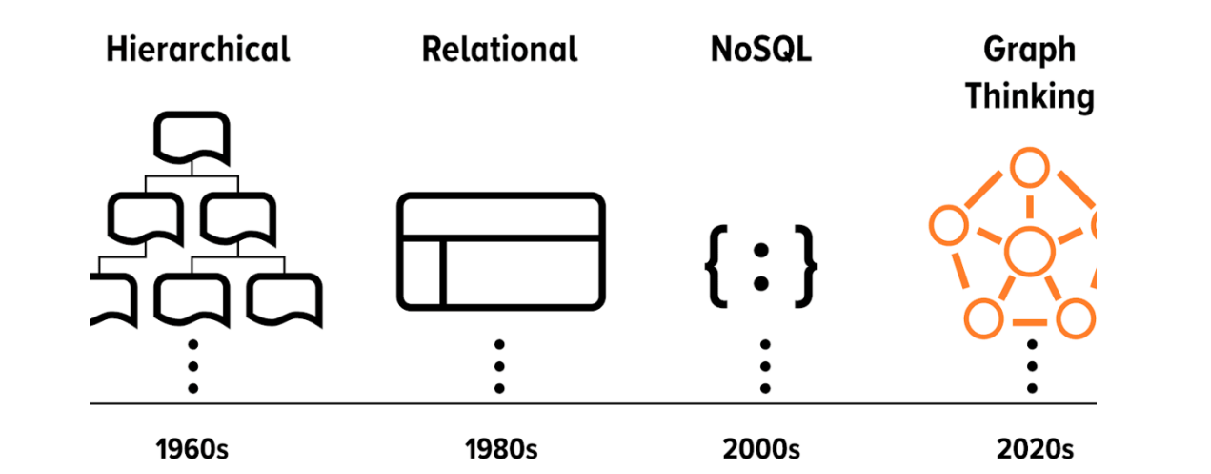 Hierarchical
Relational
NoSQL
Graph
Thinking
{ : }
1960s
1980s
2000s
2020s